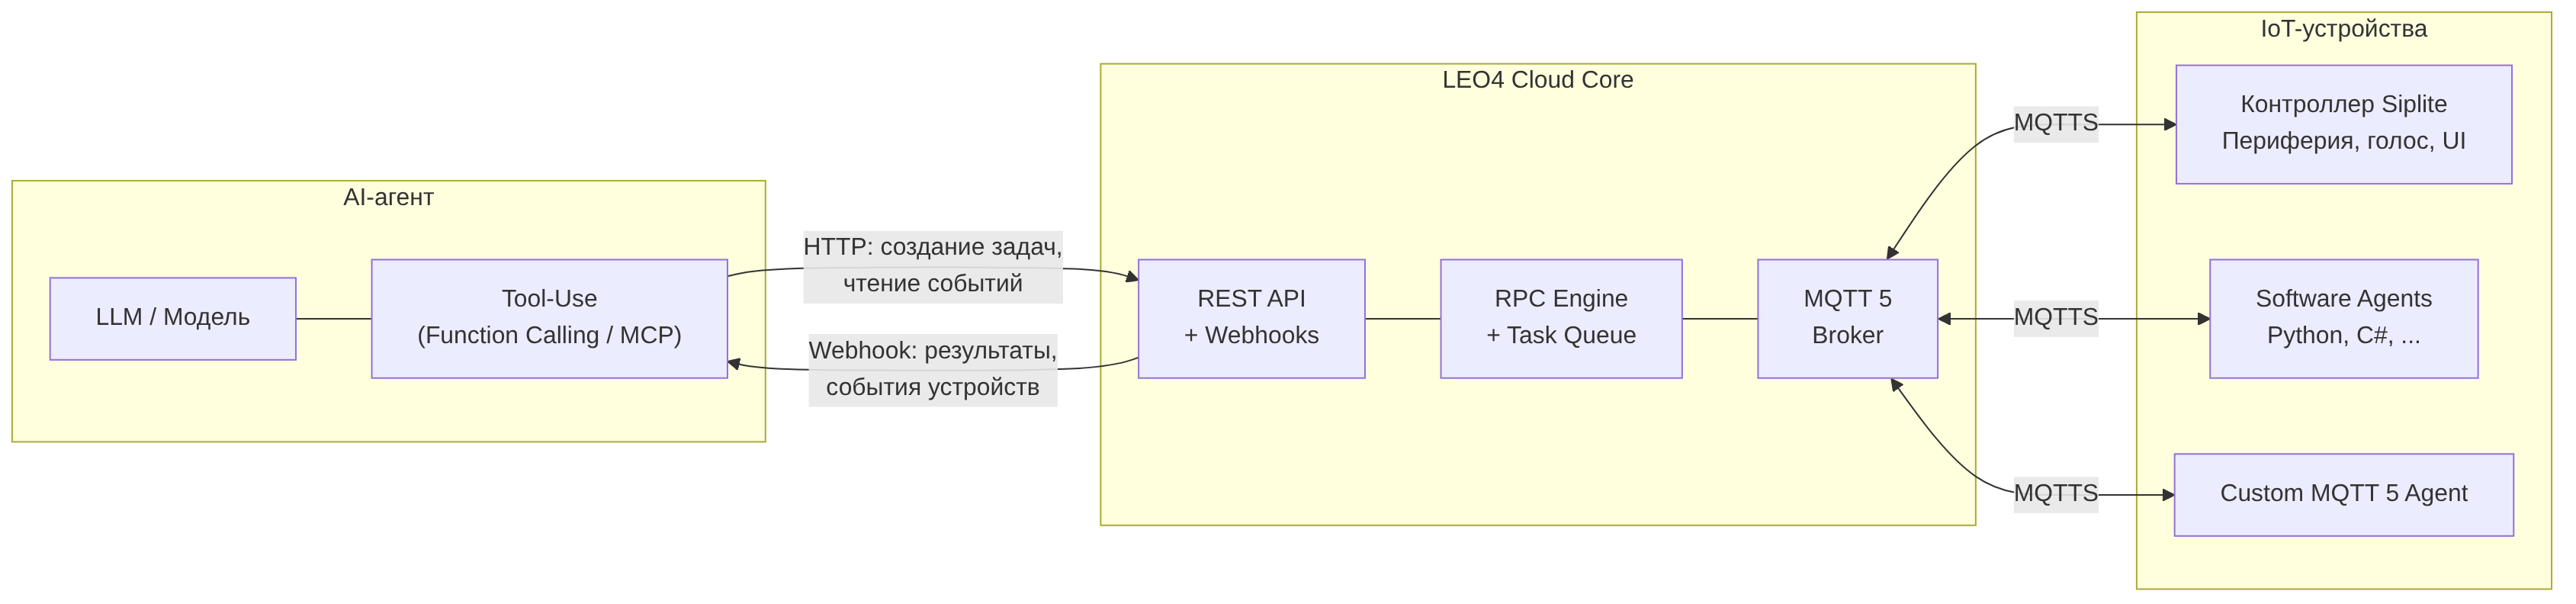 AI-агент
LLM / Модель
Tool-Use
(Function Calling / MCP)
HTTP: создание задач,
чтение событий
Webhook: результаты,
события устройств
LEO4 Cloud Core
REST API
+ Webhooks
RPC Engine
+ Task Queue
MQTT 5
Broker
MQTTS
MQTTS
MQTTS
IoT-устройства
Контроллер Siplite
Периферия, голос, UI
Software Agents
Python, C#, ...
Custom MQTT 5 Agent